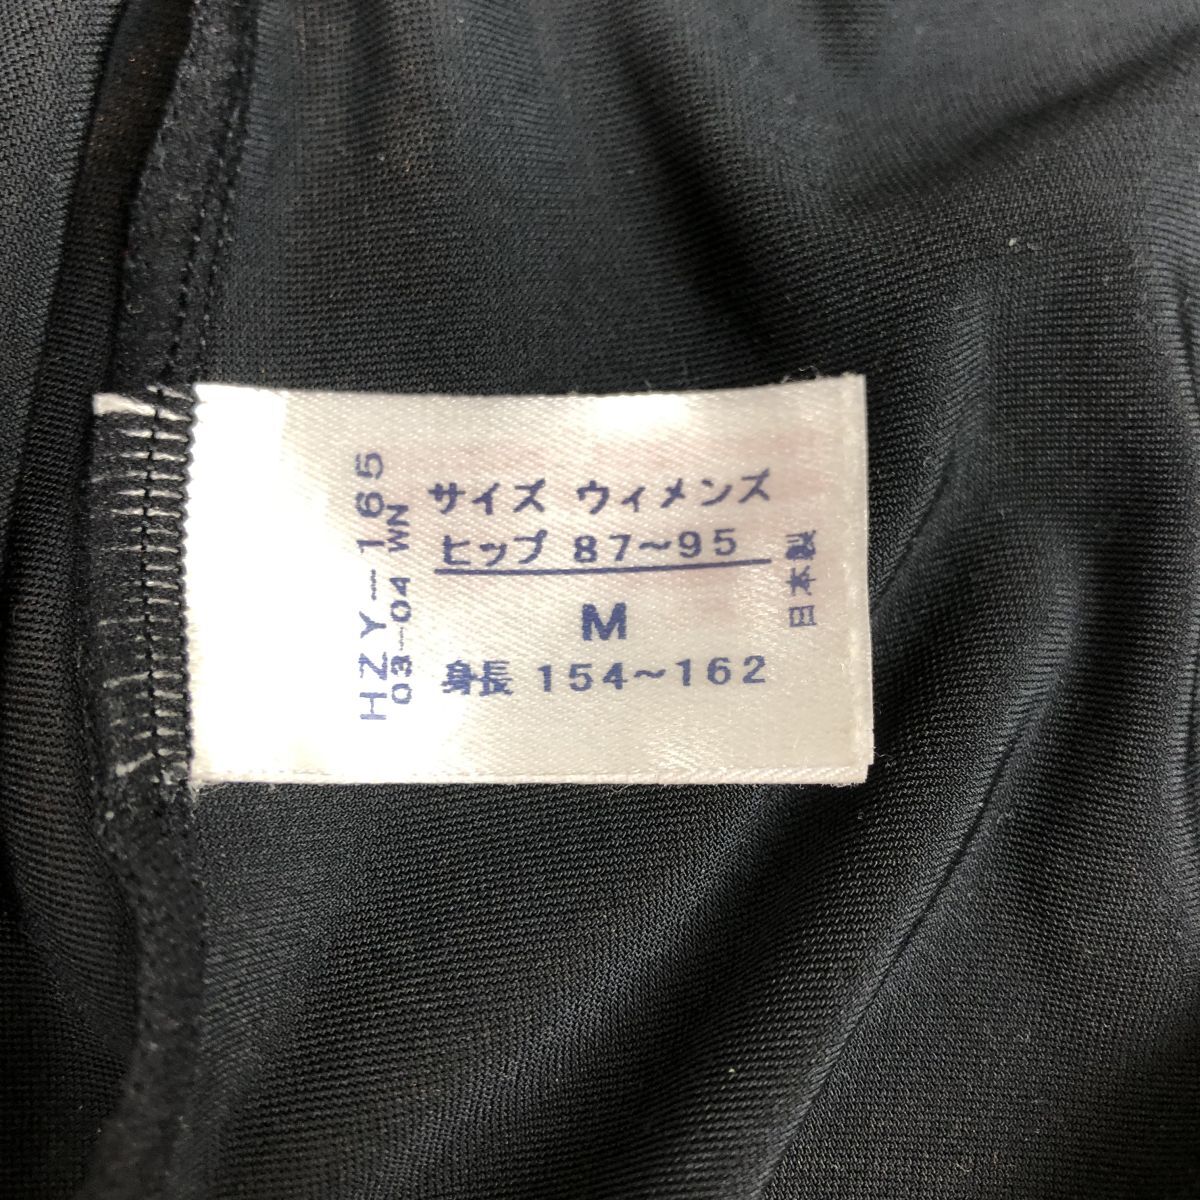 サイズ ウィメンズ
ヒップ 87～95
M
身長 154～162
日本製
HZY-165
03-04 WN